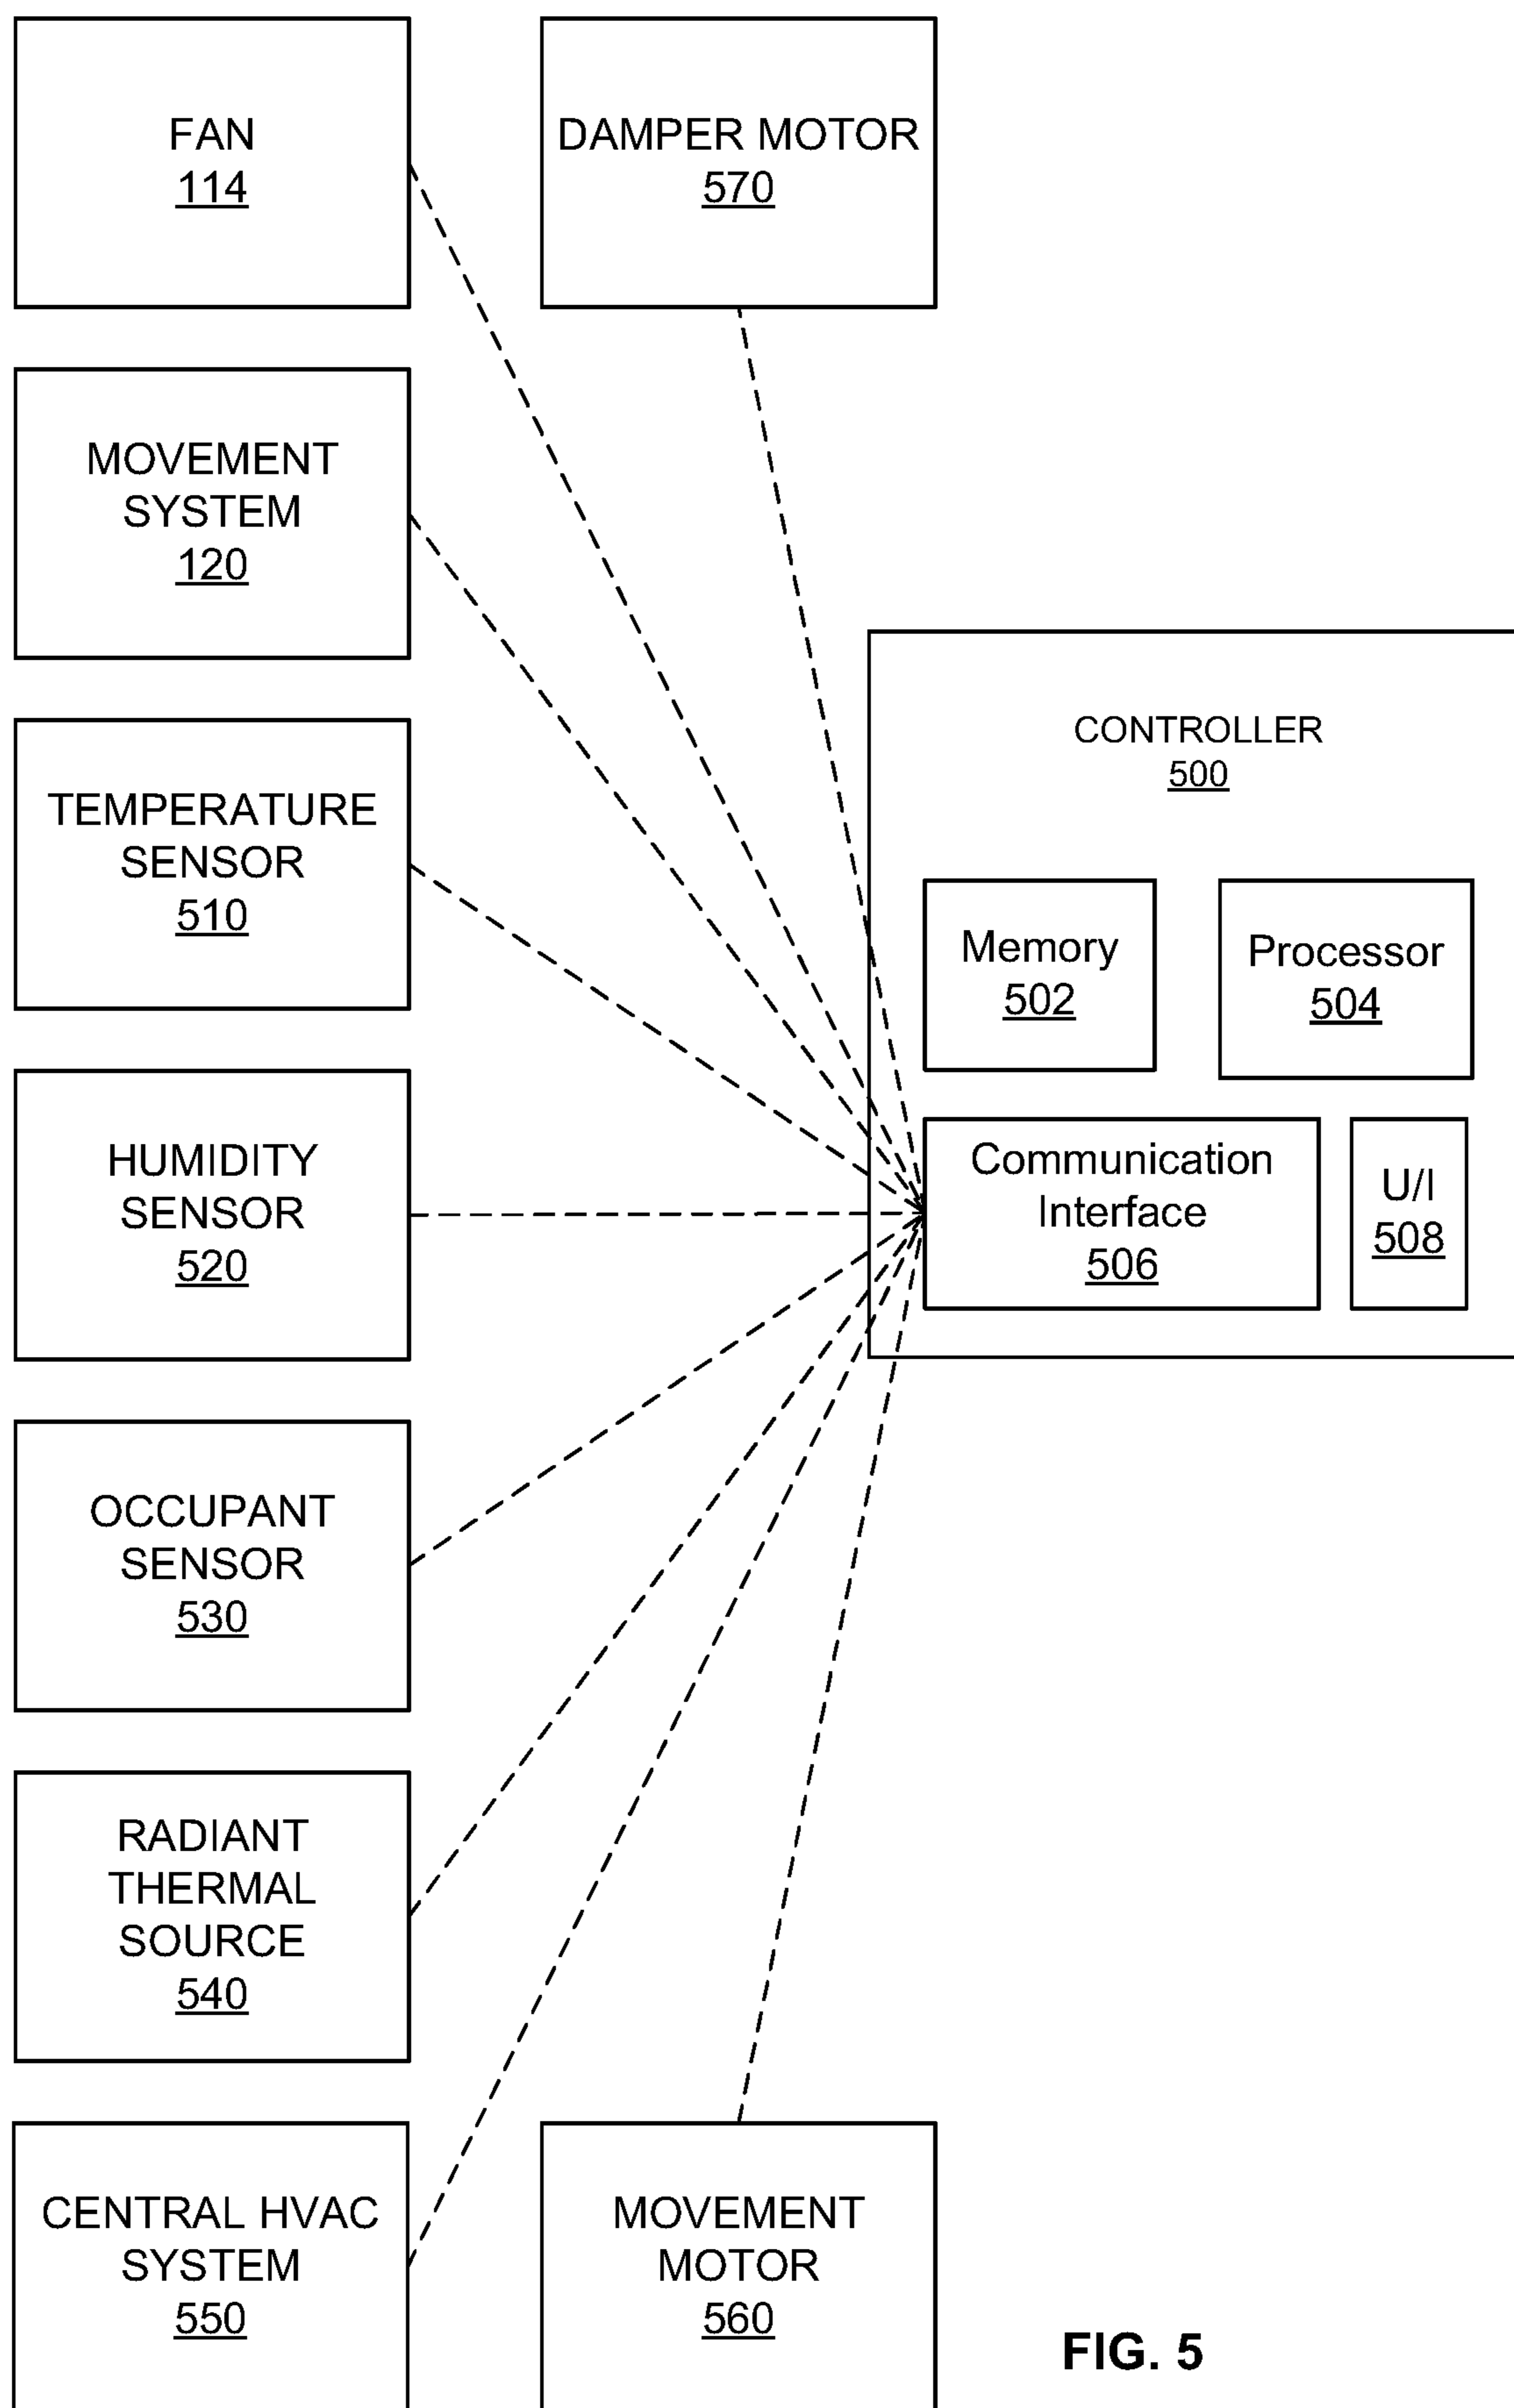 FAN
114
DAMPER MOTOR
570
MOVEMENT
SYSTEM
120
CONTROLLER
500
TEMPERATURE
SENSOR
510
Memory
502
Processor
504
HUMIDITY
SENSOR
520
Communication
Interface
506
U/I
508
OCCUPANT
SENSOR
530
RADIANT
THERMAL
SOURCE
540
CENTRAL HVAC
SYSTEM
550
MOVEMENT
MOTOR
560
FIG. 5